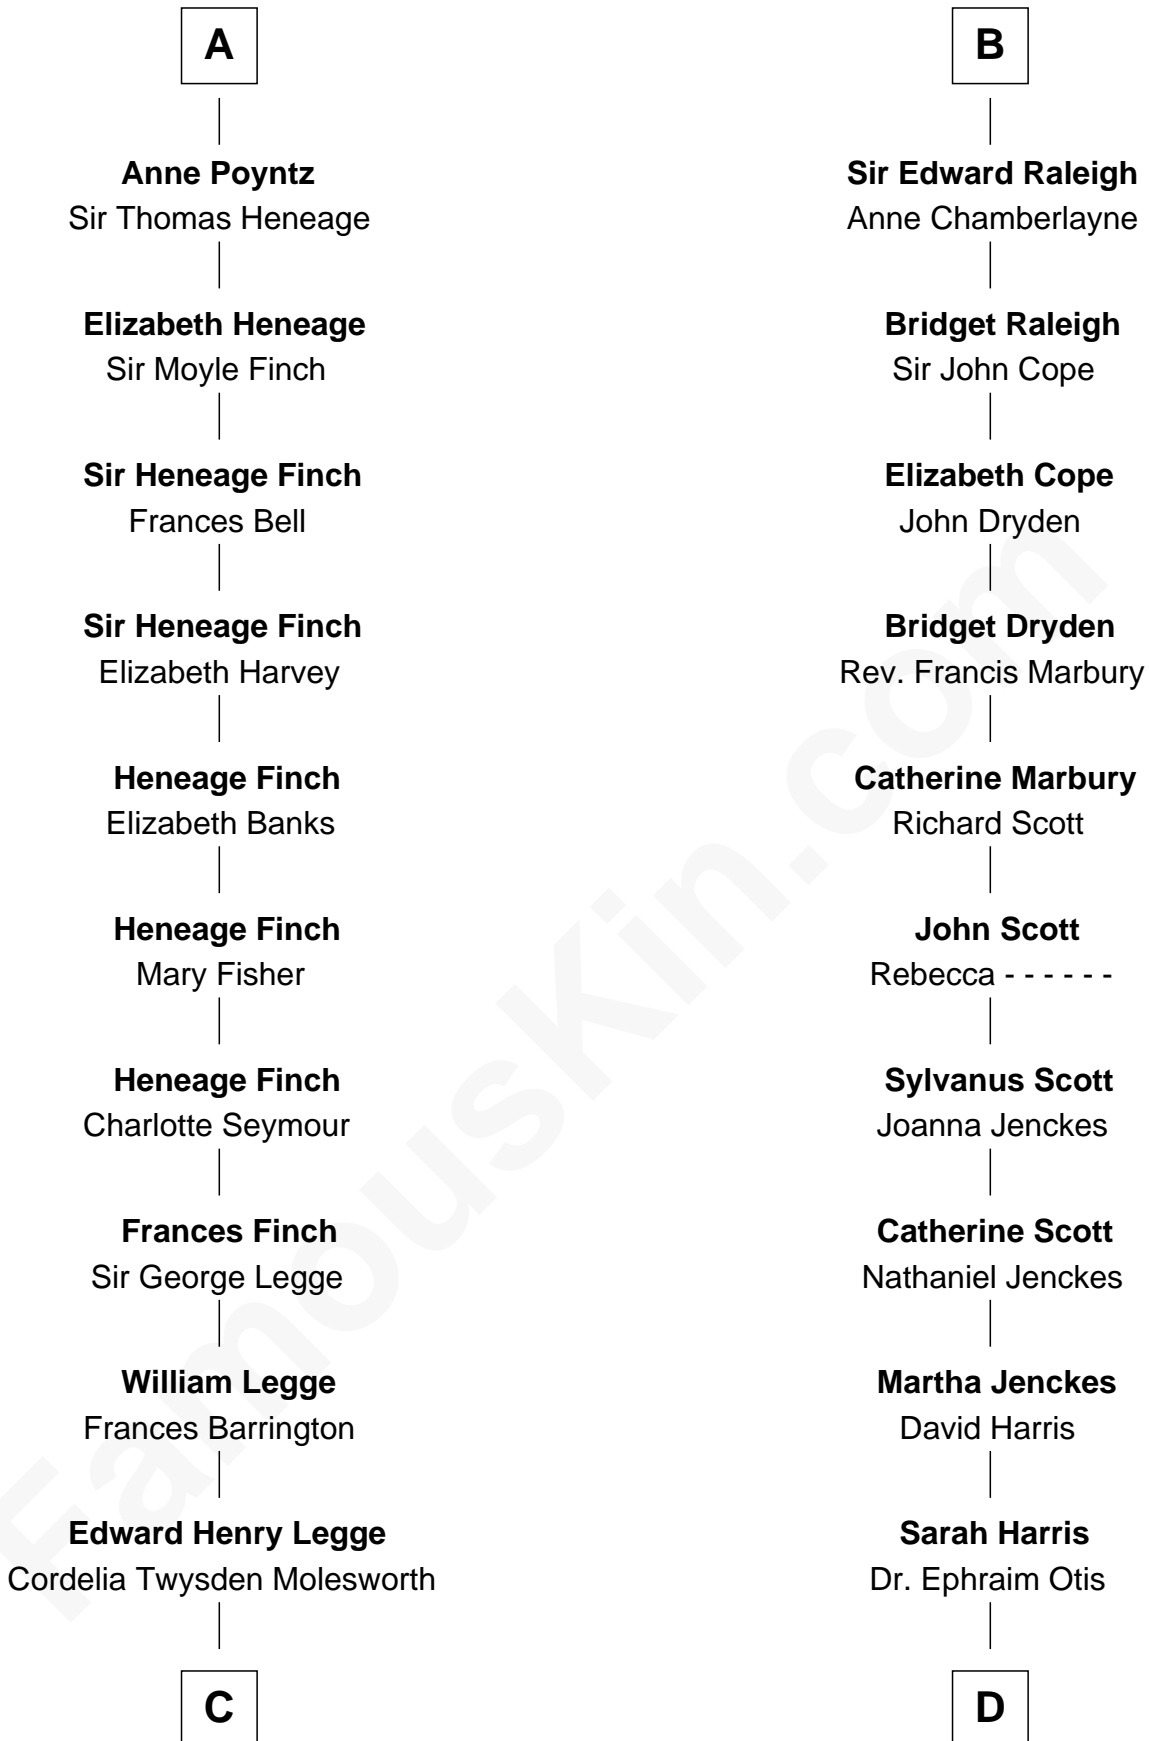 A
Anne Poyntz
Sir Thomas Heneage
Elizabeth Heneage
Sir Moyle Finch
Sir Heneage Finch
Frances Bell
Sir Heneage Finch
Elizabeth Harvey
Heneage Finch
Elizabeth Banks
Heneage Finch
Mary Fisher
Heneage Finch
Charlotte Seymour
Frances Finch
Sir George Legge
William Legge
Frances Barrington
Edward Henry Legge
Cordelia Twysden Molesworth
C
B
Sir Edward Raleigh
Anne Chamberlayne
Bridget Raleigh
Sir John Cope
Elizabeth Cope
John Dryden
Bridget Dryden
Rev. Francis Marbury
Catherine Marbury
Richard Scott
John Scott
Rebecca - - - - - -
Sylvanus Scott
Joanna Jenckes
Catherine Scott
Nathaniel Jenckes
Martha Jenckes
David Harris
Sarah Harris
Dr. Ephraim Otis
D
FamousKin.com